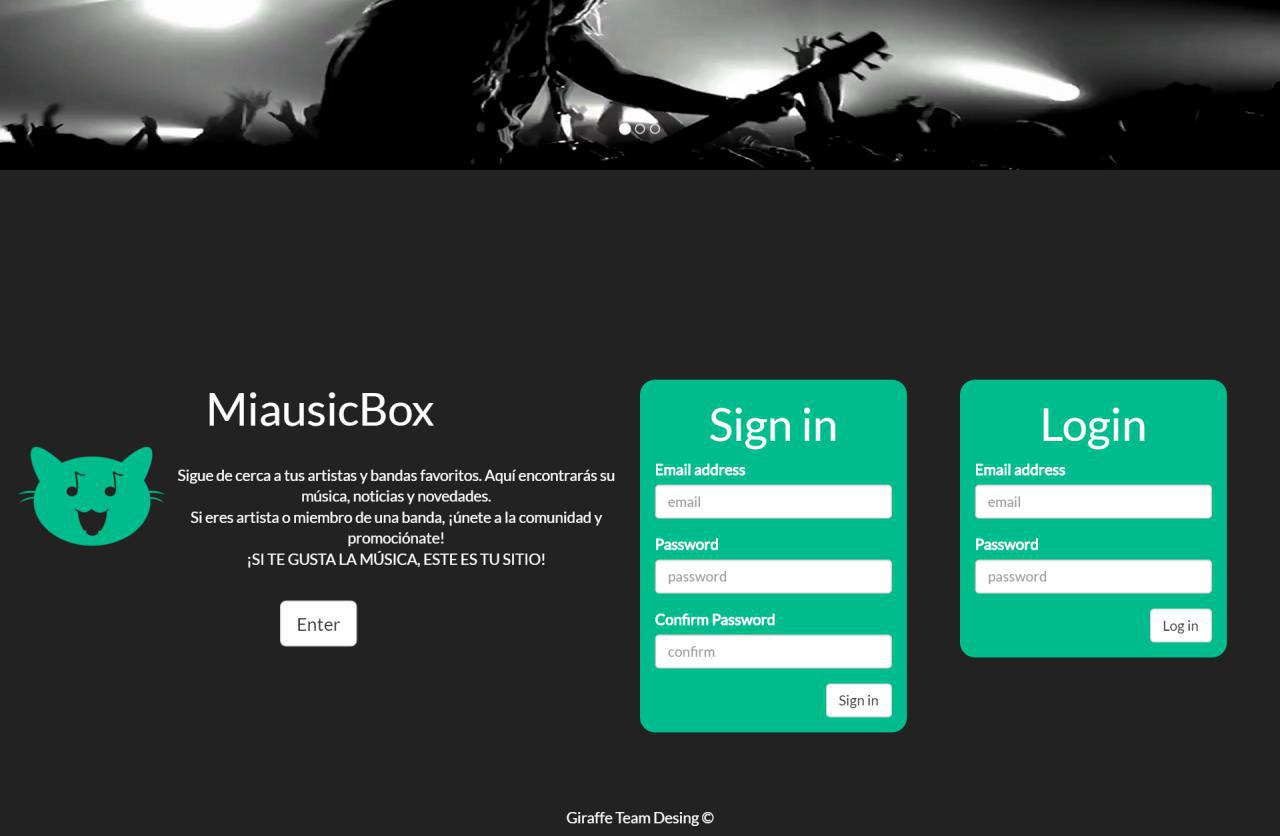 MiausicBox
Sigue de cerca a tus artistas y bandas favoritos. Aquí encontrarás su
música, noticias y novedades.
Si eres artista o miembro de una banda, ¡únete a la comunidad y
promociónate!
¡SI TE GUSTA LA MÚSICA, ESTE ES TU SITIO!
Enter
Sign in
Email address
email
Password
password
Confirm Password
confirm
Sign in
Login
Email address
email
Password
password
Log in
Giraffe Team Desing ©